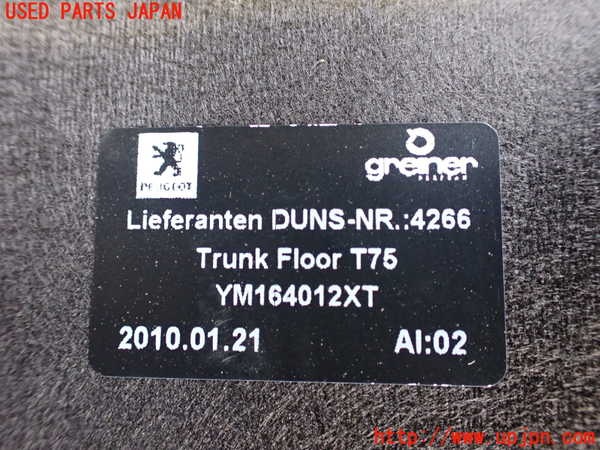 USED PARTS JAPAN
PEUGEOT
greiner
Lieferanten DUNS-NR.:4266
Trunk Floor T75
YM164012XT
2010.01.21 AI:02
http://www.upjpn.com